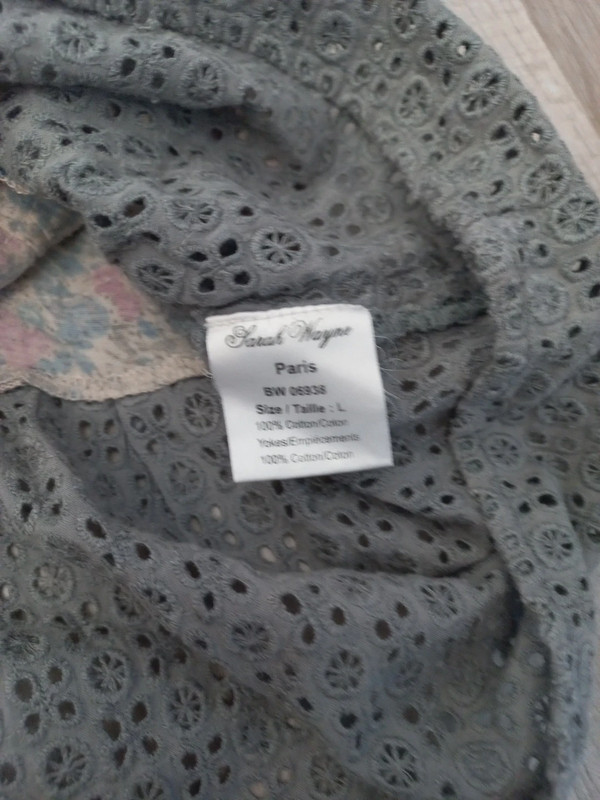 Sarah Wayne
Paris
BW 06938
Size / Taille : L
100% Cotton/Coton
Yokes/Empiècements
100% Cotton/Coton